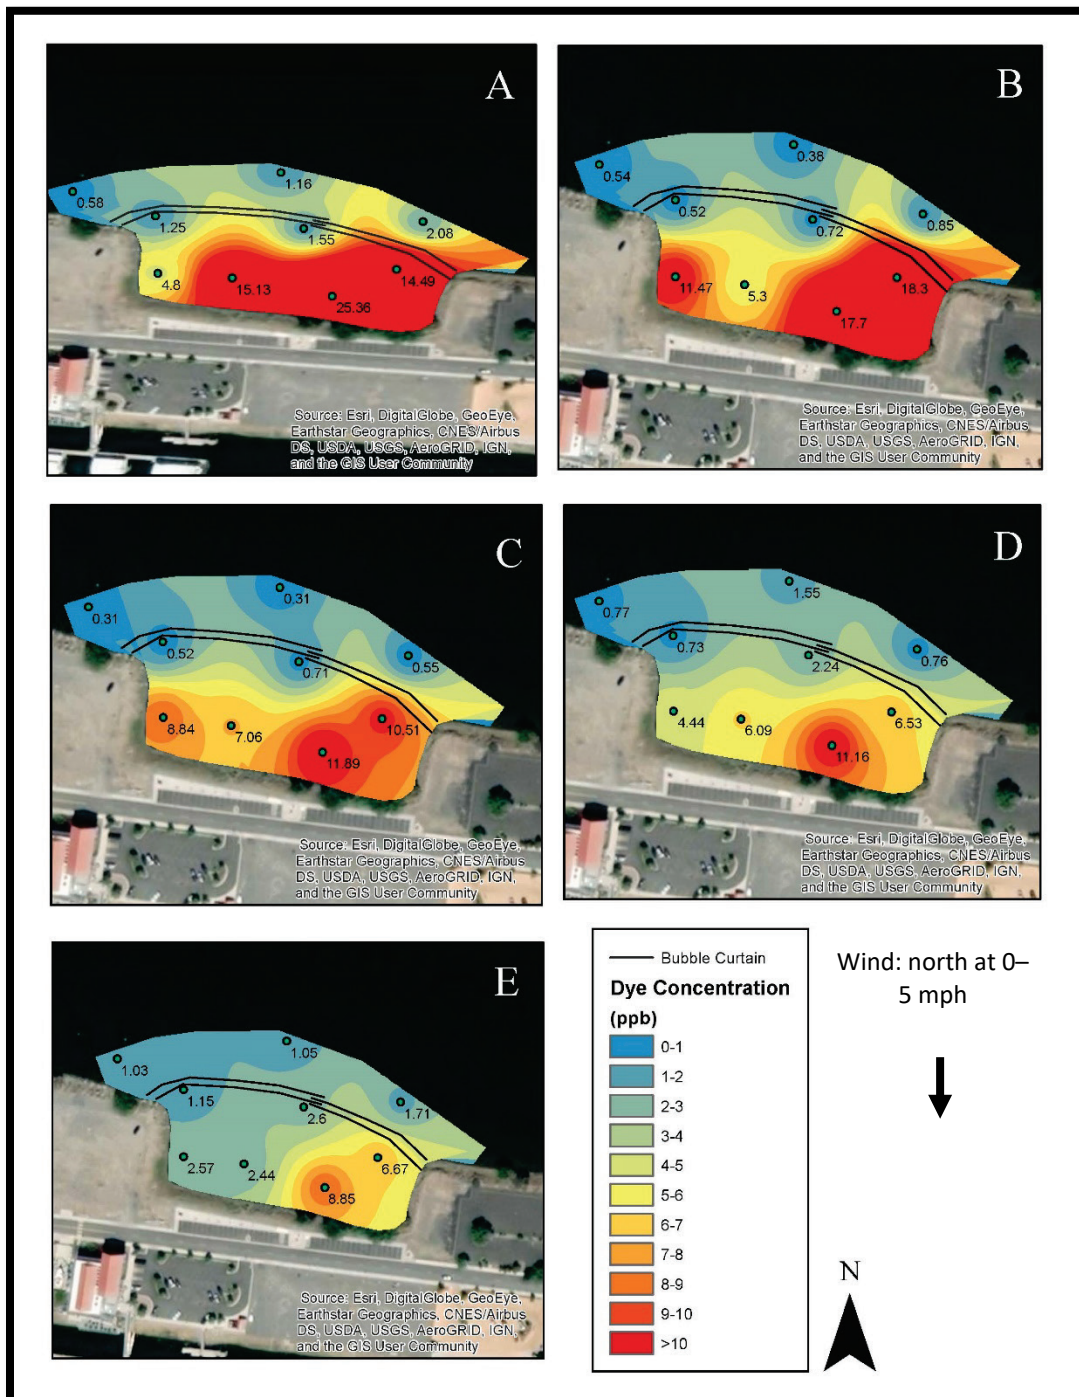 A
0.58
1.16
1.25
1.55
2.08
4.8
15.13
14.49
25.36
Source: Esri, DigitalGlobe, GeoEye,
Earthstar Geographics, CNES/Airbus
DS, USDA, USGS, AeroGRID, IGN,
and the GIS User Community
B
0.38
0.54
0.52
0.72
0.85
11.47
5.3
18.3
17.7
Source: Esri, DigitalGlobe, GeoEye,
Earthstar Geographics, CNES/Airbus
DS, USDA, USGS, AeroGRID, IGN,
and the GIS User Community
C
0.31
0.31
0.52
0.71
0.55
8.84
7.06
10.51
11.89
Source: Esri, DigitalGlobe, GeoEye,
Earthstar Geographics, CNES/Airbus
DS, USDA, USGS, AeroGRID, IGN,
and the GIS User Community
D
1.55
0.77
0.73
2.24
0.76
4.44
6.09
6.53
11.16
Source: Esri, DigitalGlobe, GeoEye,
Earthstar Geographics, CNES/Airbus
DS, USDA, USGS, AeroGRID, IGN,
and the GIS User Community
E
1.05
1.03
1.15
2.6
1.71
2.57
2.44
6.67
8.85
Source: Esri, DigitalGlobe, GeoEye,
Earthstar Geographics, CNES/Airbus
DS, USDA, USGS, AeroGRID, IGN,
and the GIS User Community
Bubble Curtain
Dye Concentration
(ppb)
0-1
1-2
2-3
3-4
4-5
5-6
6-7
7-8
8-9
9-10
>10
Wind: north at 0–
5 mph
N